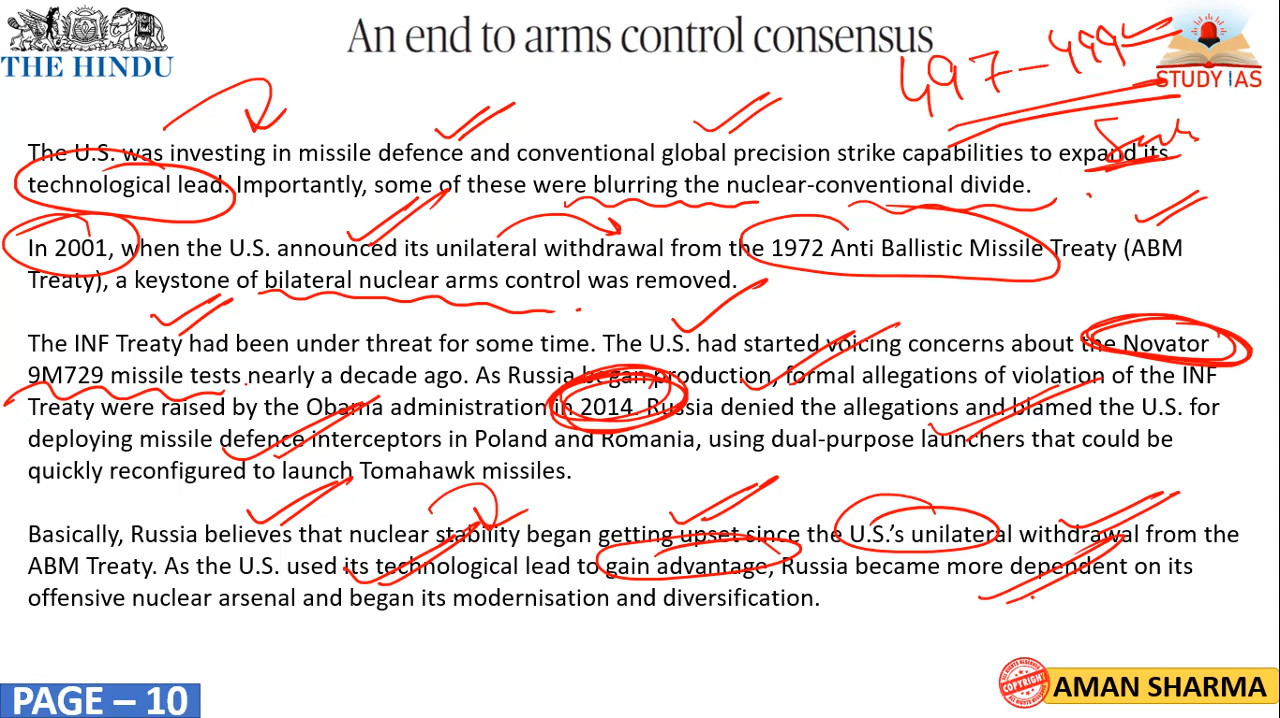 An end to arms control consensus
THE HINDU
497-499
STUDY IAS
The U.S. was investing in missile defence and conventional global precision strike capabilities to expand its
technological lead. Importantly, some of these were blurring the nuclear-conventional divide.
In 2001, when the U.S. announced its unilateral withdrawal from the 1972 Anti Ballistic Missile Treaty (ABM
Treaty), a keystone of bilateral nuclear arms control was removed.
The INF Treaty had been under threat for some time. The U.S. had started voicing concerns about the Novator
9M729 missile tests nearly a decade ago. As Russia began production, formal allegations of violation of the INF
Treaty were raised by the Obama administration in 2014. Russia denied the allegations and blamed the U.S. for
deploying missile defence interceptors in Poland and Romania, using dual-purpose launchers that could be
quickly reconfigured to launch Tomahawk missiles.
Basically, Russia believes that nuclear stability began getting upset since the U.S.’s unilateral withdrawal from the
ABM Treaty. As the U.S. used its technological lead to gain advantage, Russia became more dependent on its
offensive nuclear arsenal and began its modernisation and diversification.
PAGE – 10
COPYRIGHT
AMAN SHARMA